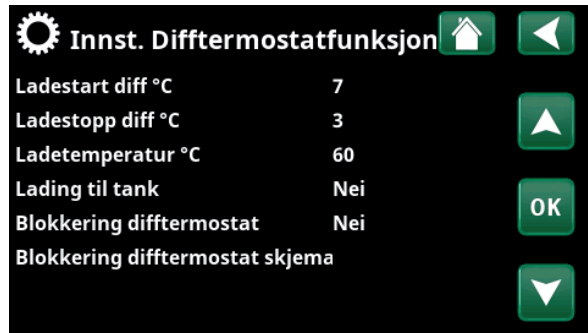 Innst. Difftermostatfunksjon
Ladestart diff °C 7
Ladestopp diff °C 3
Ladetemperatur °C 60
Lading til tank Nei
Blokkering difftermostat Nei
Blokkering difftermostat skjema
OK